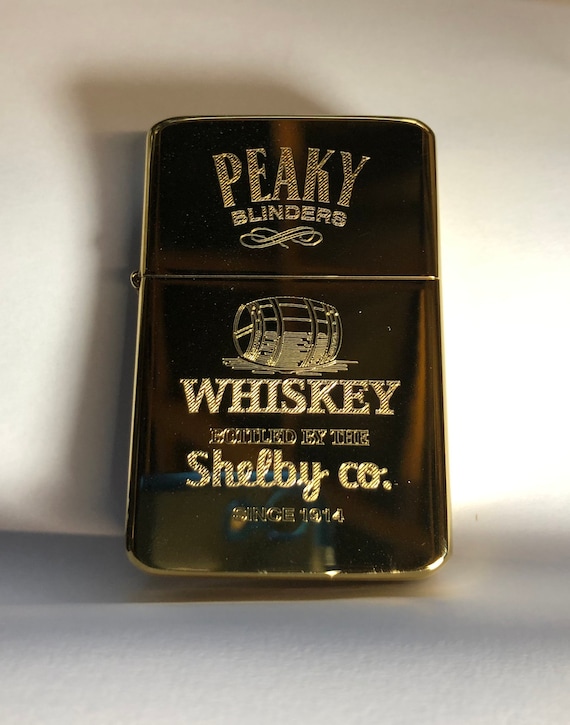 PEAKY
BLINDERS
WHISKEY
BOTTLED BY THE
Shelby co.
SINCE 1914